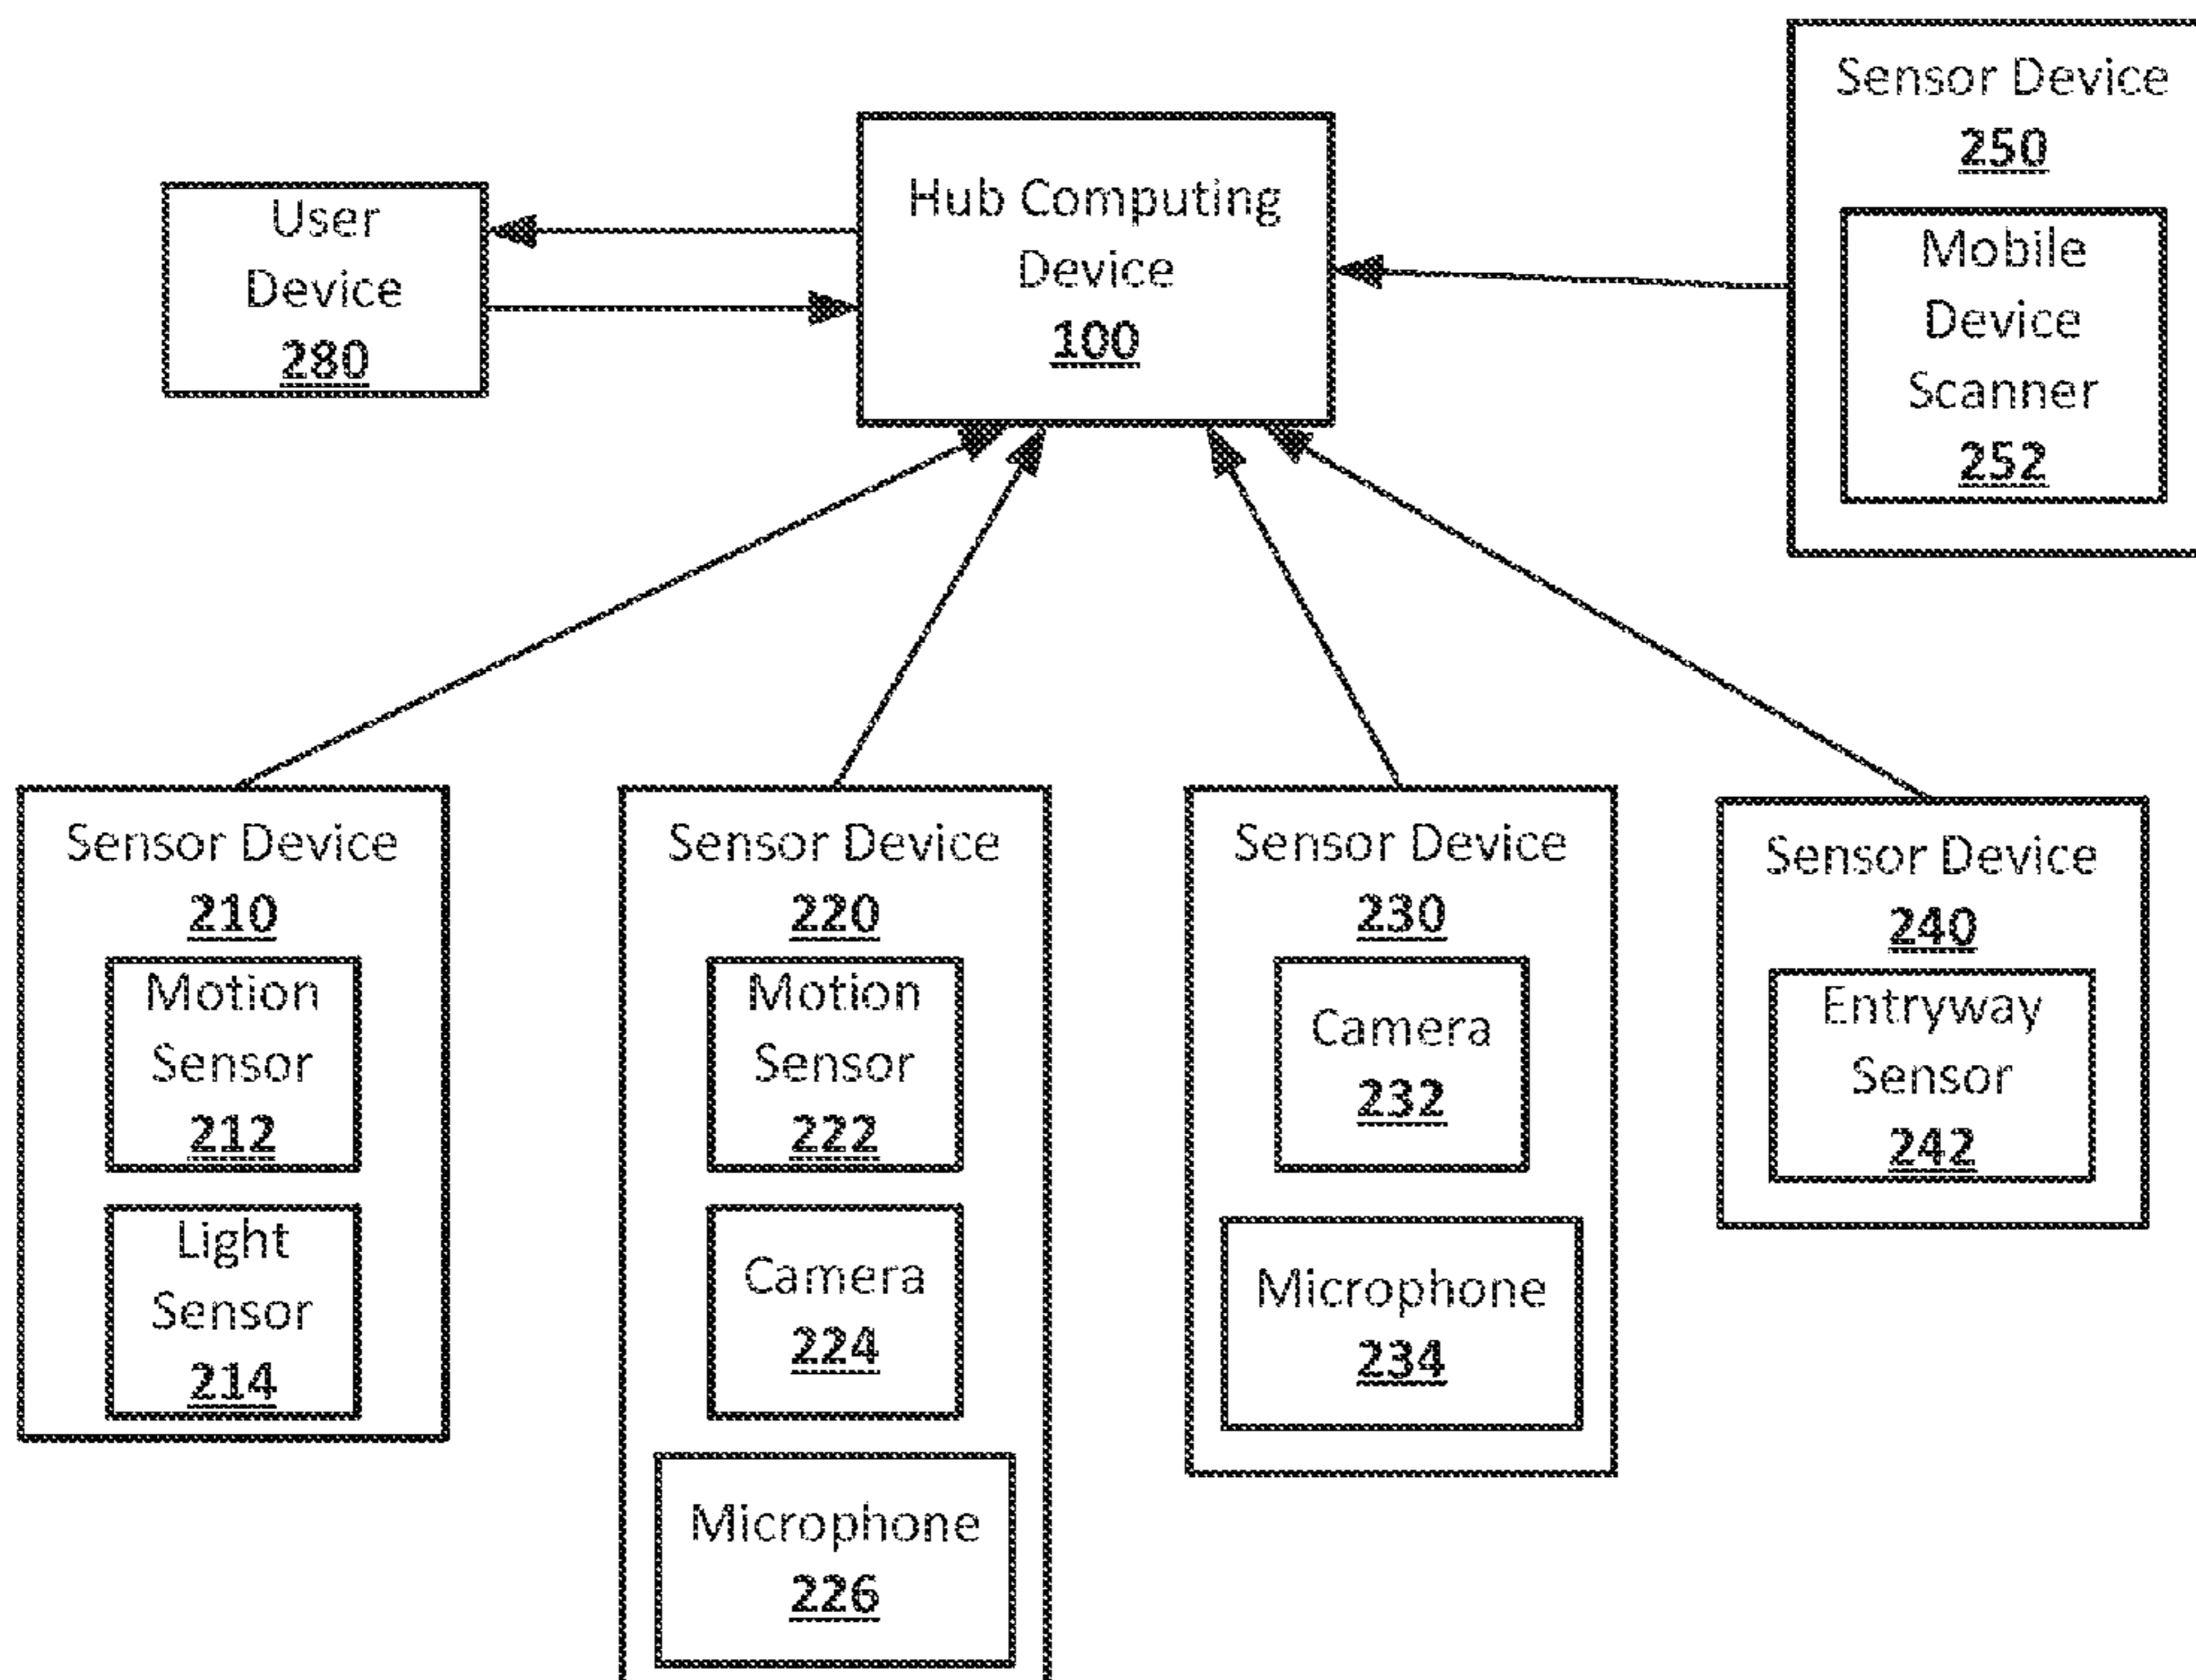 Sensor Device
250
Mobile
Device
Scanner
252
Hub Computing
Device
100
User
Device
280
Sensor Device
210
Motion
Sensor
212
Light
Sensor
214
Sensor Device
220
Motion
Sensor
222
Camera
224
Microphone
226
Sensor Device
230
Camera
232
Microphone
234
Sensor Device
240
Entryway
Sensor
242